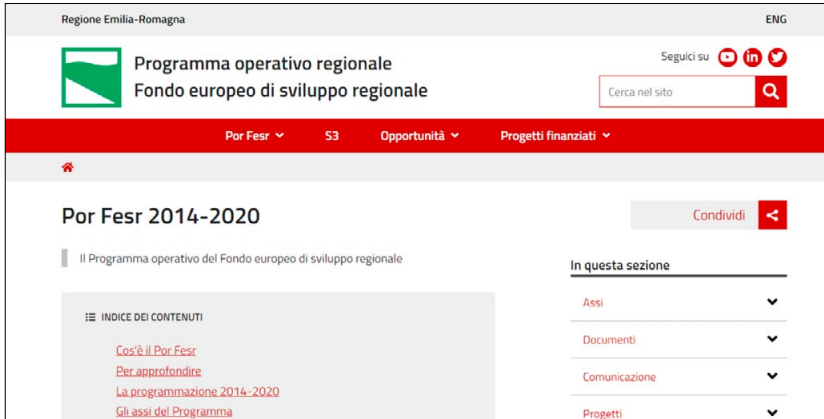 Regione Emilia-Romagna
ENG
Programma operativo regionale
Fondo europeo di sviluppo regionale
Seguici su
Cerca nel sito
Por Fesr
S3
Opportunità
Progetti finanziati
Por Fesr 2014-2020
Condividi
Il Programma operativo del Fondo europeo di sviluppo regionale
INDICE DEI CONTENUTI
Cos'è il Por Fesr
Per approfondire
La programmazione 2014-2020
Gli assi del Programma
In questa sezione
Assi
Documenti
Comunicazione
Progetti